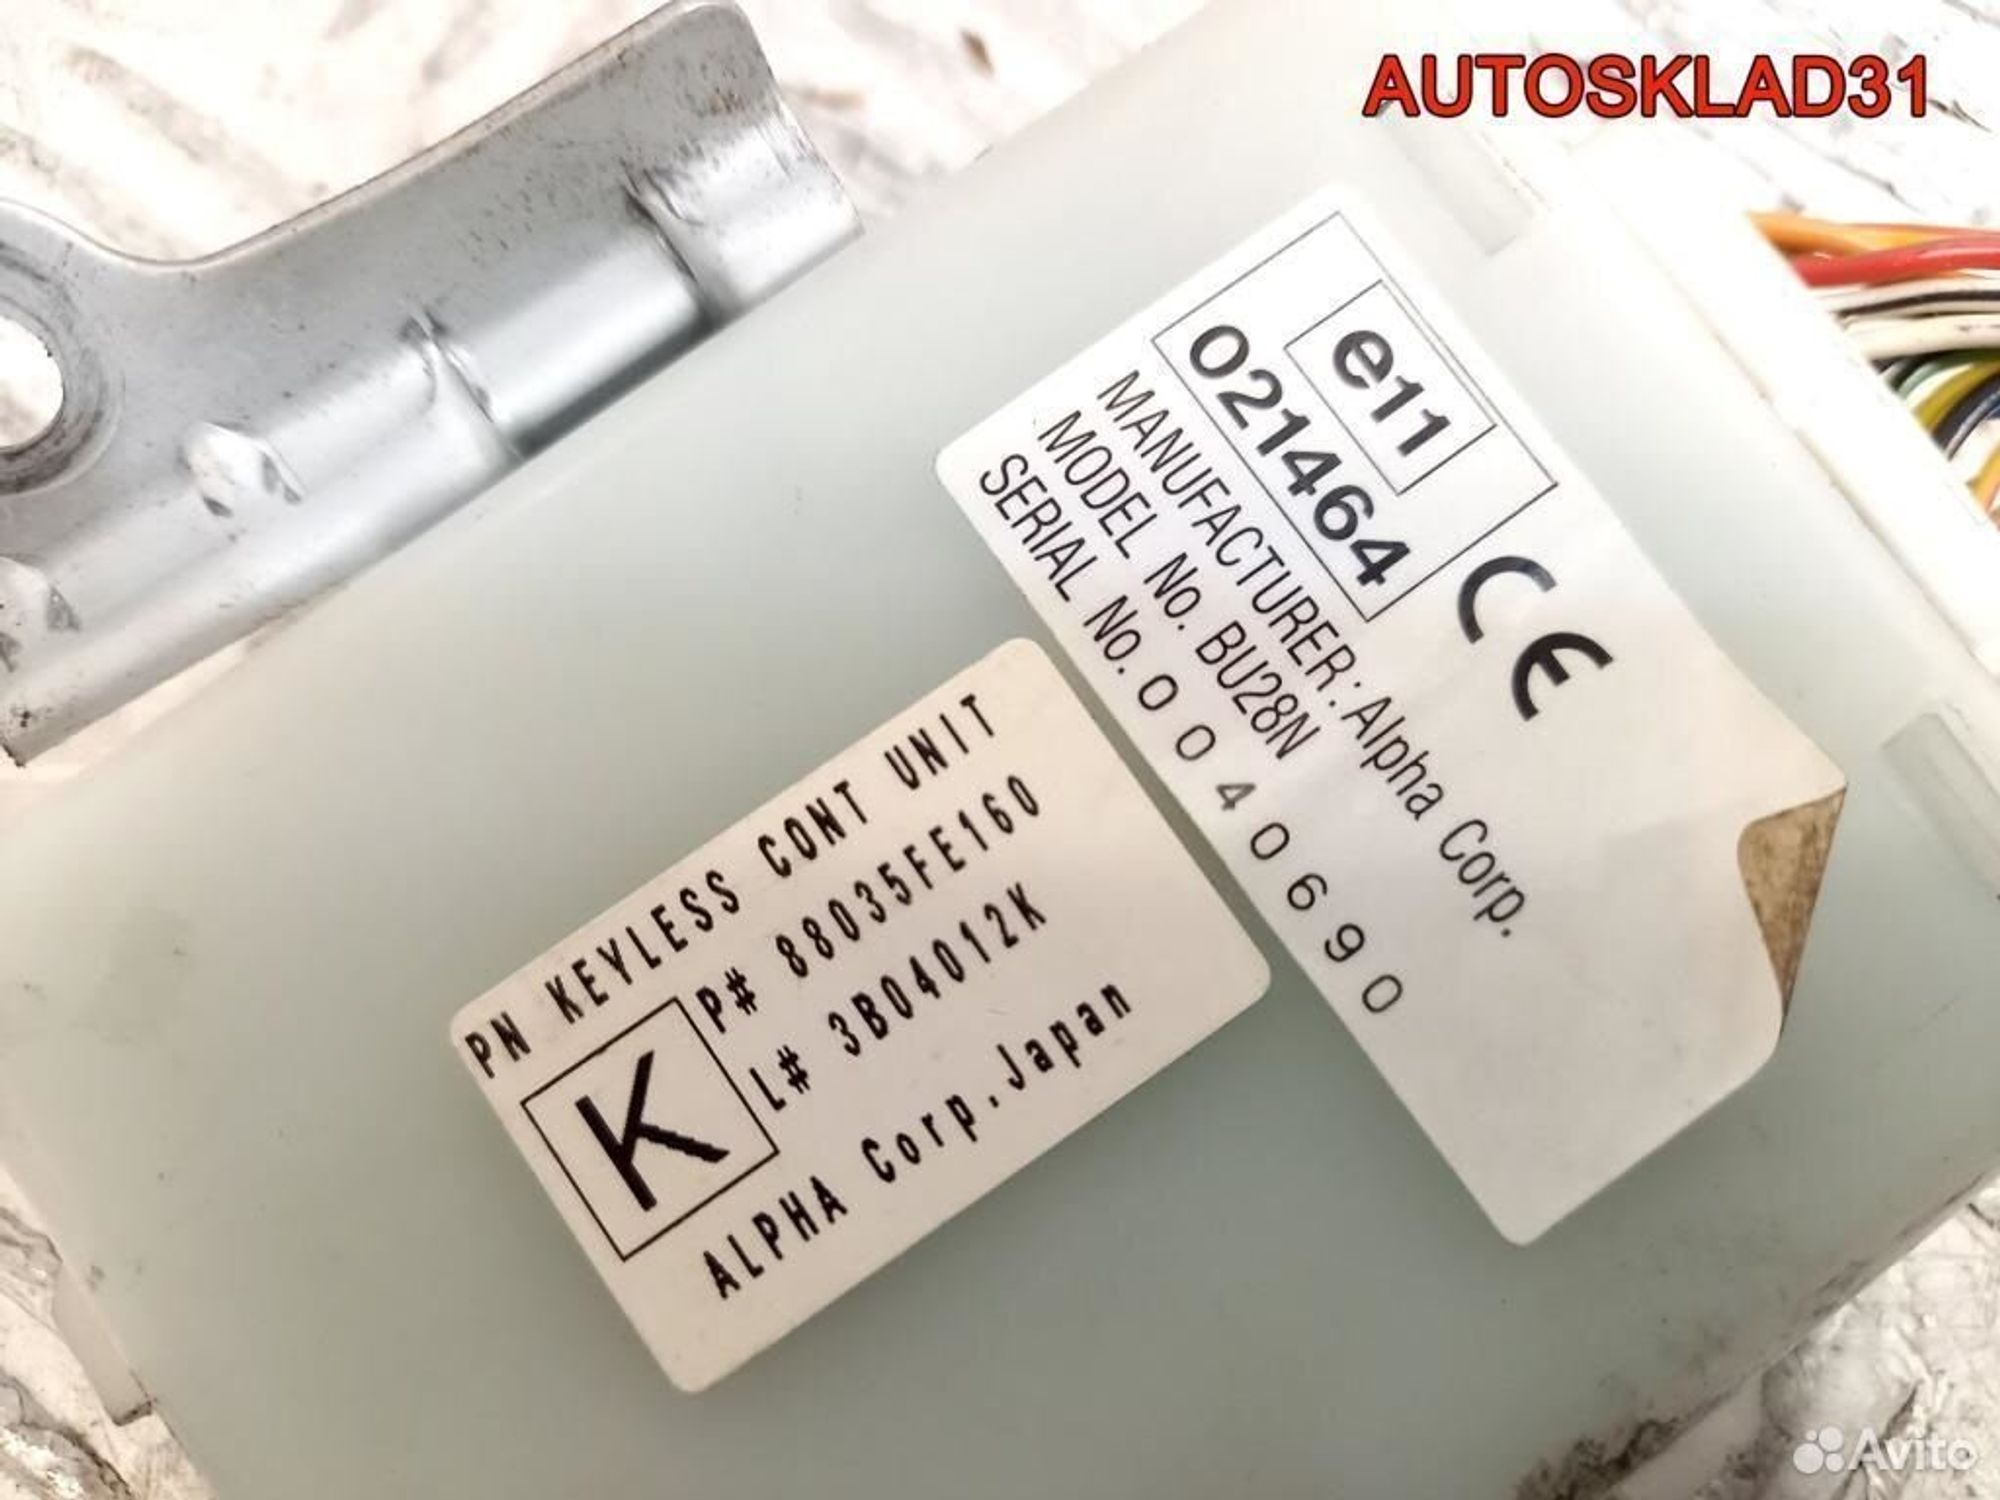 AUTOSKLAD31
e11
021464
CE
MANUFACTURER: Alpha Corp.
MODEL No. BU28N
SERIAL No. 0040690
PN KEYLESS CONT UNIT
K
P# 88035FE160
L# 3B04012K
ALPHA Corp.Japan
Avito